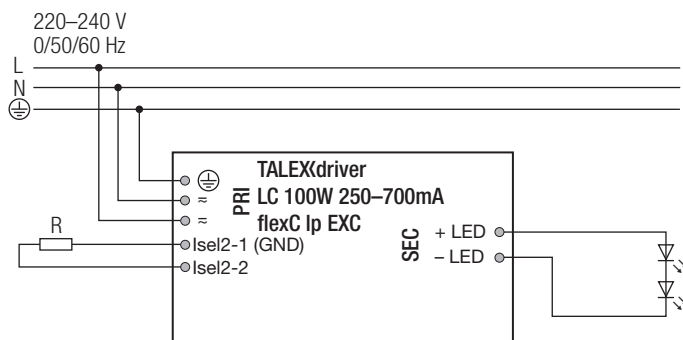 220–240 V
0/50/60 Hz
L
N
TALEXXdriver
LC 100W 250–700mA
flexC lp EXC
PRI
≂
≂
R
Isel2-1 (GND)
Isel2-2
SEC
+ LED
– LED